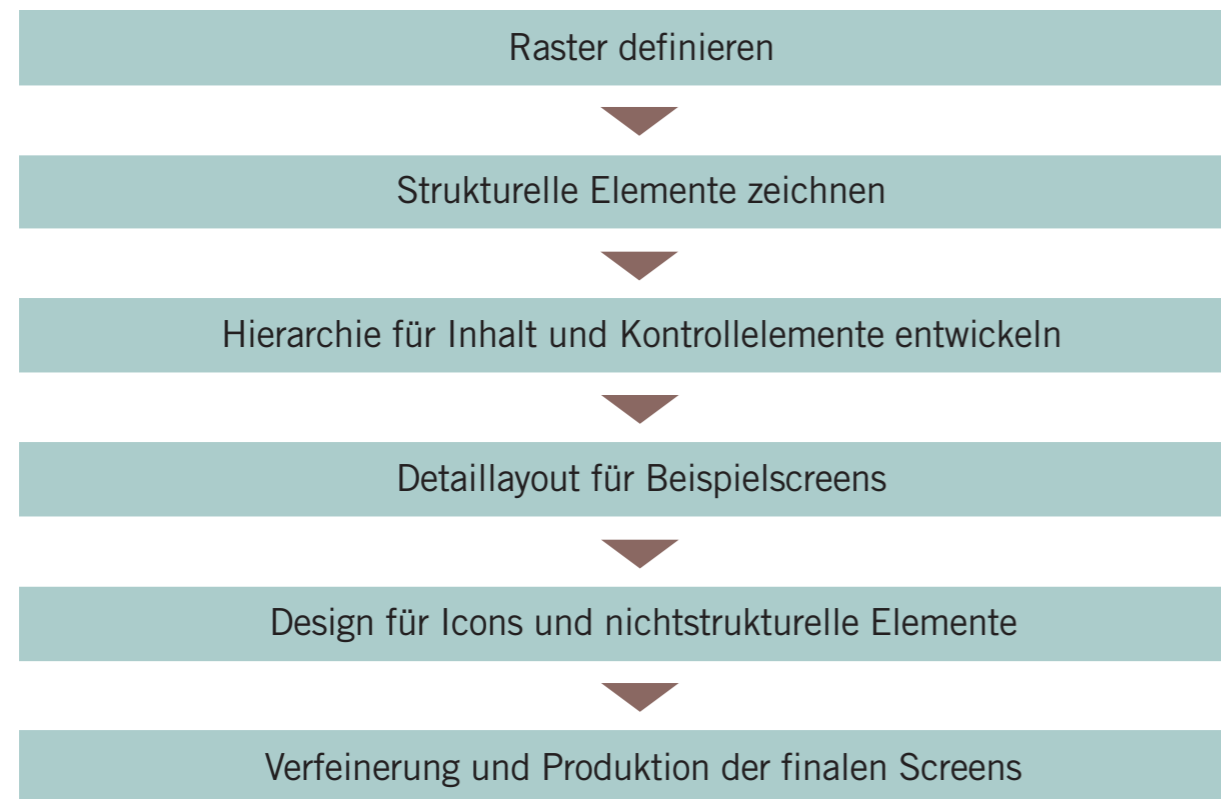 Raster definieren
Strukturelle Elemente zeichnen
Hierarchie für Inhalt und Kontrollelemente entwickeln
Detaillayout für Beispielscreens
Design für Icons und nichtstrukturelle Elemente
Verfeinerung und Produktion der finalen Screens